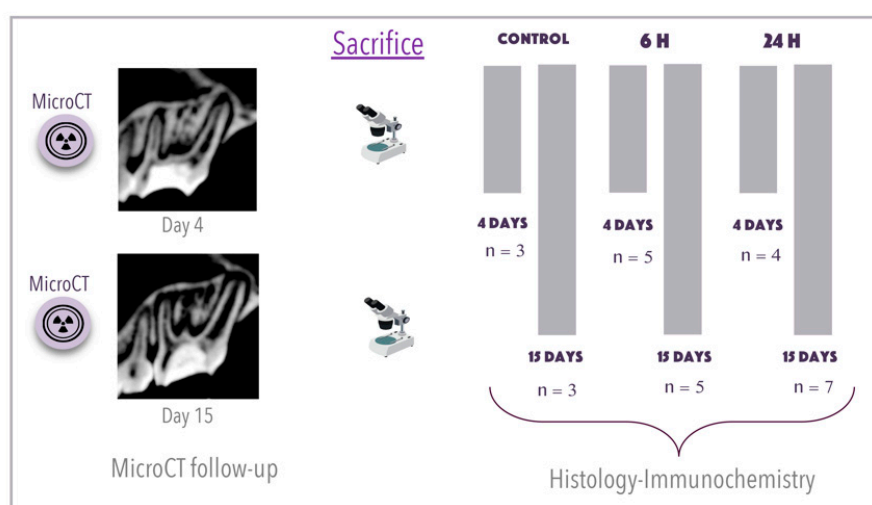 Sacrifice
CONTROL 6 H 24 H
MicroCT
Day 4
4 DAYS 4 DAYS 4 DAYS
n = 3 n = 5 n = 4
MicroCT
Day 15
15 DAYS 15 DAYS 15 DAYS
n = 3 n = 5 n = 7
MicroCT follow-up
Histology-Immunochemistry